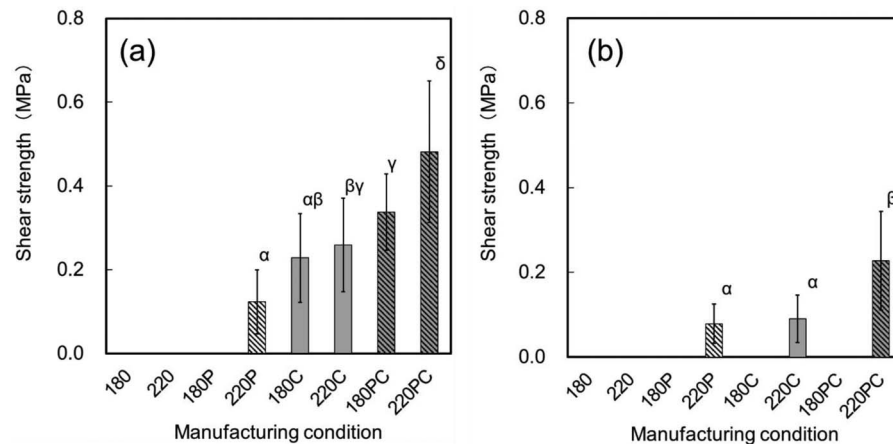 (a)
Shear strength (MPa)
0.8
0.6
0.4
0.2
0.0
α
αβ
βγ
γ
δ
180
220
180P
220P
180C
220C
180PC
220PC
Manufacturing condition
(b)
Shear strength (MPa)
0.8
0.6
0.4
0.2
0.0
α
α
β
180
220
180P
220P
180C
220C
180PC
220PC
Manufacturing condition